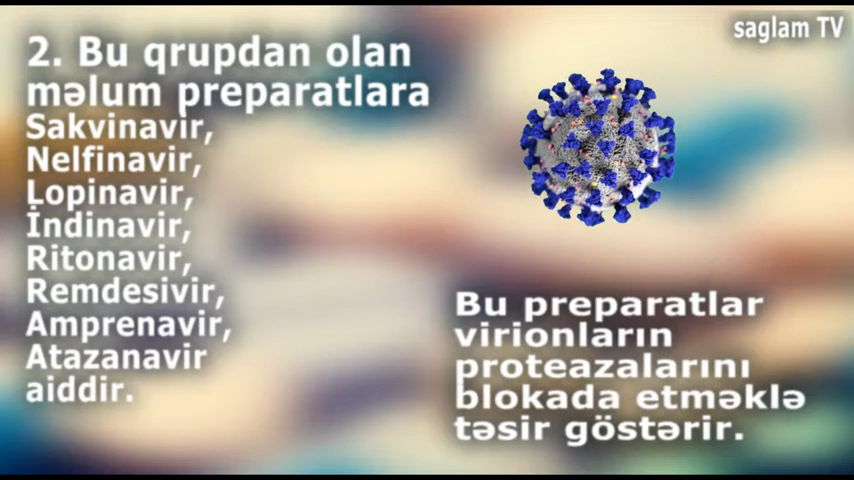 saglam TV
2. Bu qrupdan olan
məlum preparatlara
Sakvinavir,
Nelfinavir,
Lopinavir,
İndinavir,
Ritonavir,
Remdesivir,
Amprenavir,
Atazanavir
aiddir.
Bu preparatlar
virionların
proteazalarını
blokada etməklə
təsir göstərir.